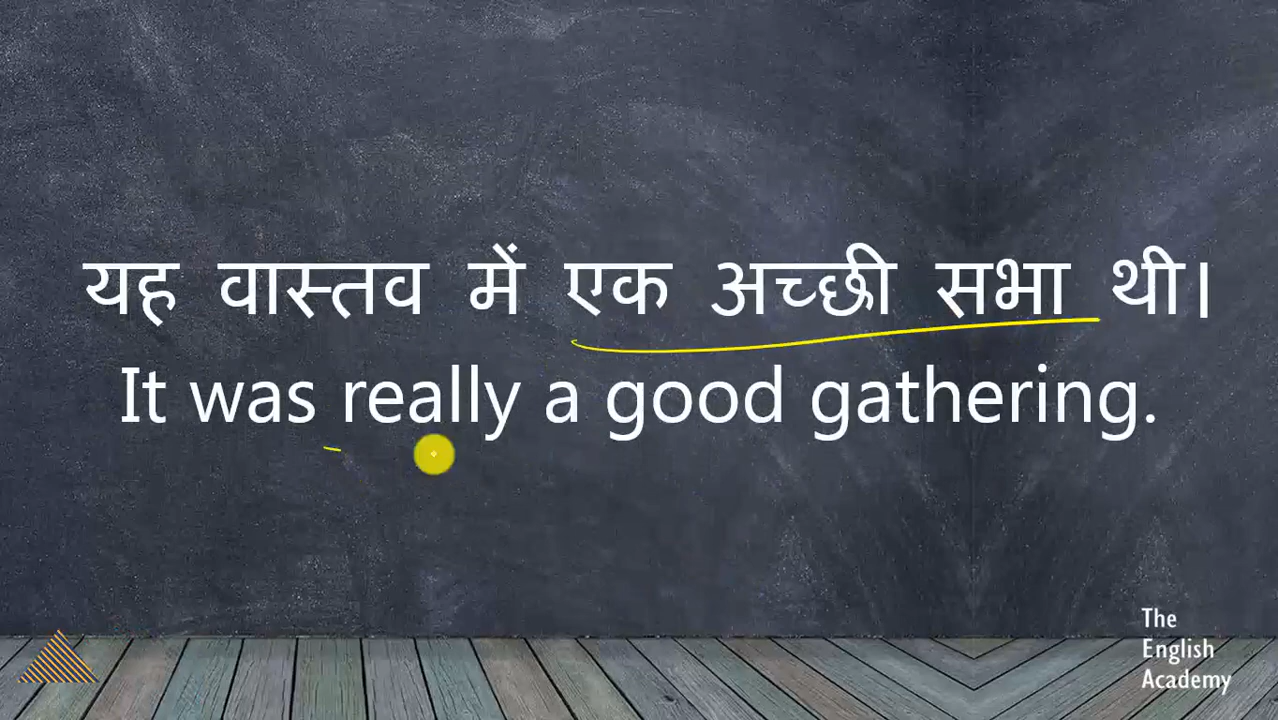 यह वास्तव में एक अच्छी सभा थी।
It was really a good gathering.
The
English
Academy